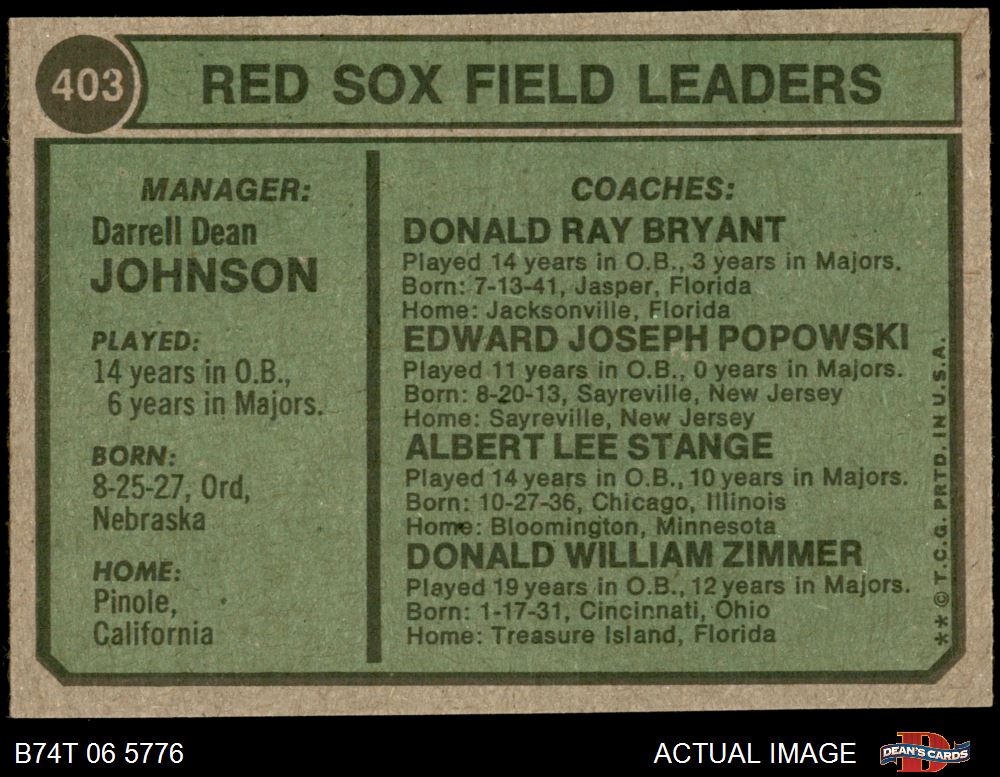 403
RED SOX FIELD LEADERS
MANAGER:
Darrell Dean
JOHNSON
PLAYED:
14 years in O.B.,
6 years in Majors.
BORN:
8-25-27, Ord,
Nebraska
HOME:
Pinole,
California
COACHES:
DONALD RAY BRYANT
Played 14 years in O.B., 3 years in Majors.
Born: 7-13-41, Jasper, Florida
Home: Jacksonville, Florida
EDWARD JOSEPH POPOWSKI
Played 11 years in O.B., 0 years in Majors.
Born: 8-20-13, Sayreville, New Jersey
Home: Sayreville, New Jersey
ALBERT LEE STANGE
Played 14 years in O.B., 10 years in Majors.
Born: 10-27-36, Chicago, Illinois
Home: Bloomington, Minnesota
DONALD WILLIAM ZIMMER
Played 19 years in O.B., 12 years in Majors.
Born: 1-17-31, Cincinnati, Ohio
Home: Treasure Island, Florida
** © T.C.G. PRTD. IN U.S.A.
B74T 06 5776
ACTUAL IMAGE
DEAN'S CARDS